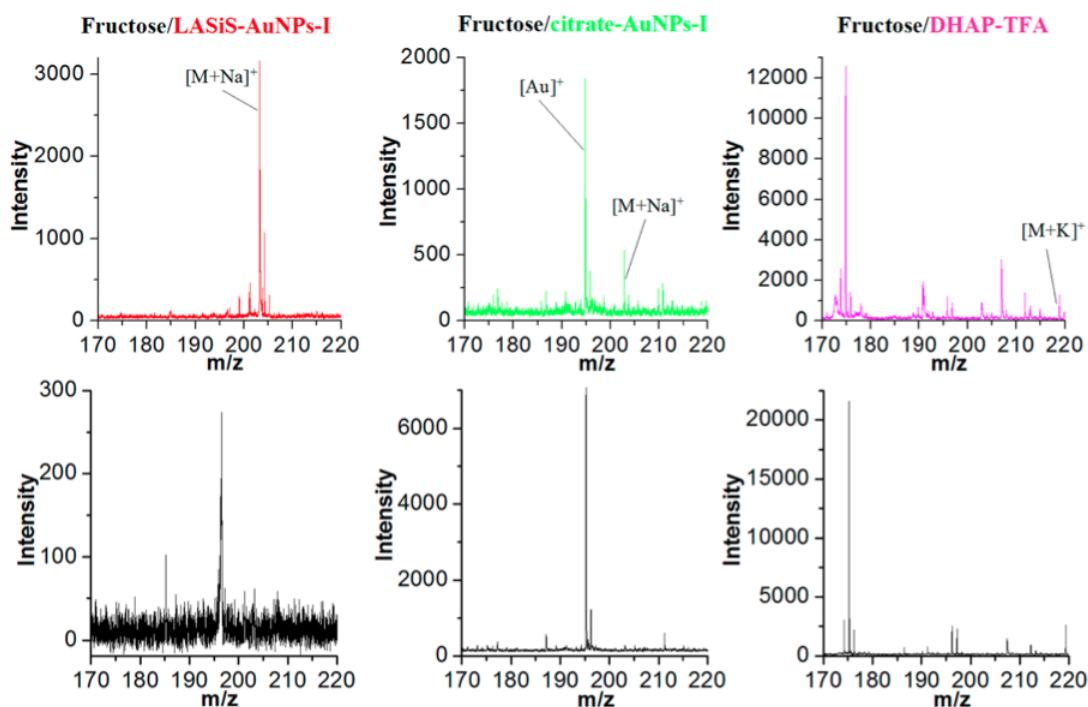 Fructose/LASiS-AuNPs-I
Fructose/citrate-AuNPs-I
Fructose/DHAP-TFA
3000
2000
1000
0
Intensity
[M+Na]⁺
170 180 190 200 210 220
m/z
2000
1500
1000
500
0
Intensity
[Au]⁺
[M+Na]⁺
170 180 190 200 210 220
m/z
12000
10000
8000
6000
4000
2000
0
Intensity
[M+K]⁺
170 180 190 200 210 220
m/z
300
200
100
0
Intensity
170 180 190 200 210 220
m/z
6000
4000
2000
0
Intensity
170 180 190 200 210 220
m/z
20000
15000
10000
5000
0
Intensity
170 180 190 200 210 220
m/z